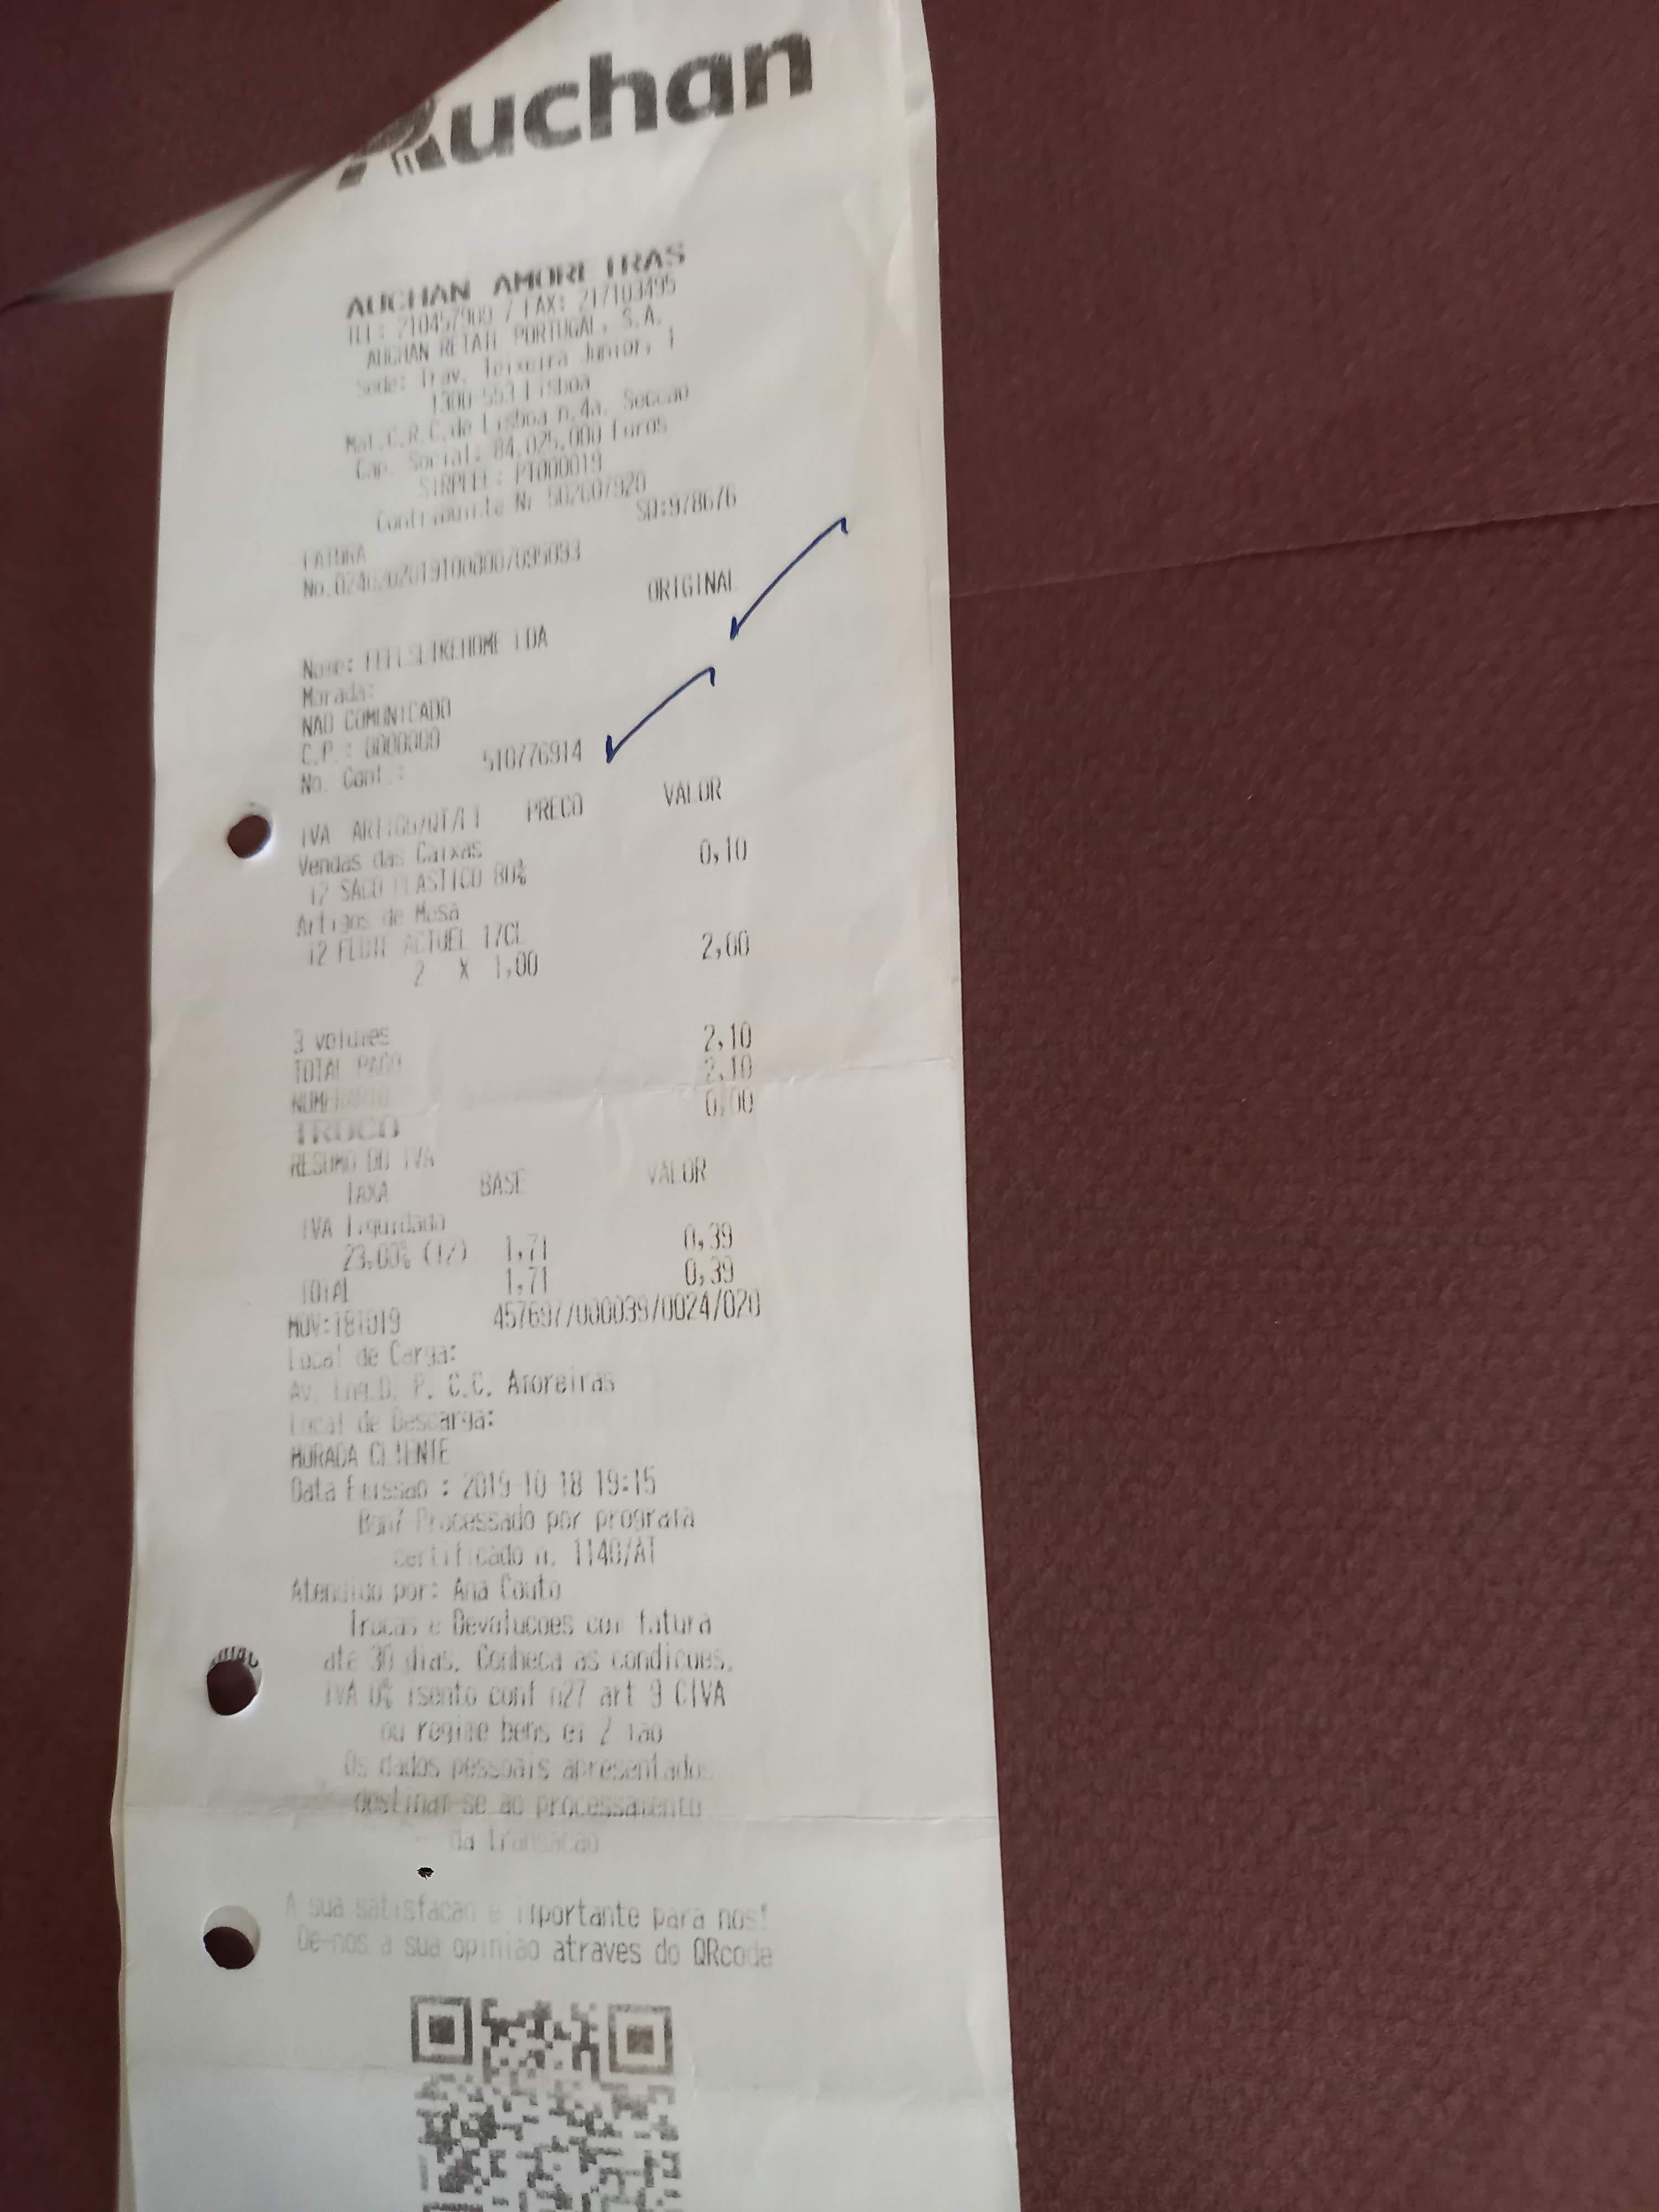 Auchan
AUCHAN AMOREIRAS
TEL: 210457900 / FAX: 217103495
AUCHAN RETAIL PORTUGAL, S.A.
Sede: Trav. Teixeira Junior, 1
1300-553 Lisboa
Mat.C.R.C.de Lisboa n.4a. Seccao
Cap. Social: 84.025.000 Euros
SIRPEEE: PT000019
Contribuinte Nr 502607920
SQ:978676
FATURA
ORIGINAL
Nome: FEELSLIKEHOME LDA
Morada:
NAO COMUNICADO
C.P.: 0000000
No. Cont.: 510776914
IVA ARTIGO/QT/ET PRECO VALOR
Vendas das Caixas
12 SACO PLASTICO 80% 0,10
Artigos de Mesa
12 FLUTE ACTUEL 17CL
2 X 1,00 2,00
3 volumes 2,10
TOTAL PAGO 2,10
NUMERARIO 0,00
TROCO
RESUMO DO IVA
TAXA BASE VALOR
IVA liquidado
23.00% (12) 1,71 0,39
TOTAL 1,71 0,39
MOV:181019 457697/000039/0024/020
Local de Carga:
Av. Eng.D. P. C.C. Amoreiras
Local de Descarga:
MORADA CLIENTE
Data Emissao : 2019-10-18 19:15
Bgn7-Processado por programa
certificado n. 1140/AT
Atendido por: Ana Couto
Trocas e Devolucoes com fatura
ate 30 dias. Conheca as condicoes.
IVA 0% isento conf n27 art 9 CIVA
ou regime bens em 2 mao
Os dados pessoais apresentados
destinam-se ao processamento
da transacao
A sua satisfacao e importante para nos!
De-nos a sua opiniao atraves do QRcode